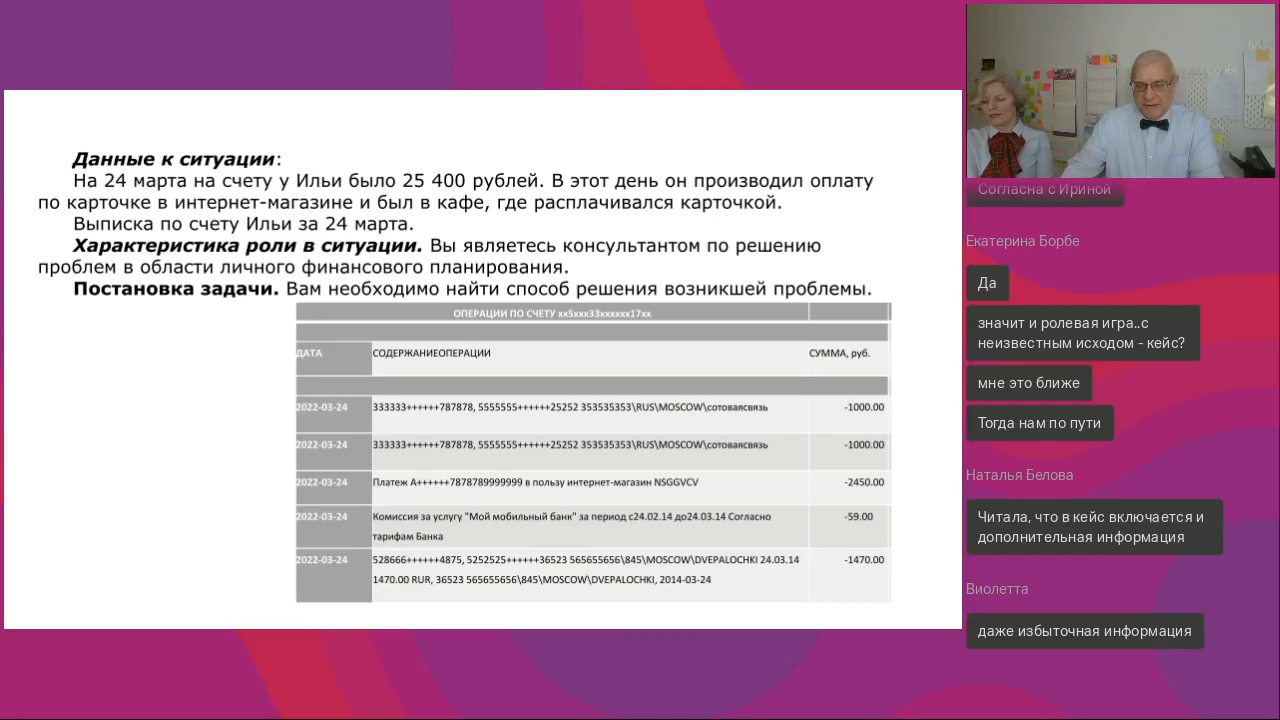 Данные к ситуации:
На 24 марта на счету у Ильи было 25 400 рублей. В этот день он производил оплату
по карточке в интернет-магазине и был в кафе, где расплачивался карточкой.
Выписка по счету Ильи за 24 марта.
Характеристика роли в ситуации. Вы являетесь консультантом по решению
проблем в области личного финансового планирования.
Постановка задачи. Вам необходимо найти способ решения возникшей проблемы.
ОПЕРАЦИИ ПО СЧЕТУ xx5xxx33xxxxxx17xx
ДАТА СОДЕРЖАНИЕОПЕРАЦИИ СУММА, руб.
2022-03-24 333333++++++787878, 5555555++++++25252 353535353\RUS\MOSCOW\сотоваясвязь -1000.00
2022-03-24 333333++++++787878, 5555555++++++25252 353535353\RUS\MOSCOW\сотоваясвязь -1000.00
2022-03-24 Платеж А++++++7878789999999 в пользу интернет-магазин NSGGVCV -2450.00
2022-03-24 Комиссия за услугу "Мой мобильный банк" за период с24.02.14 до24.03.14 Согласно -59.00
тарифам Банка
2022-03-24 528666++++++4875, 5252525++++++36523 565655656\845\MOSCOW\DVEPALOCHKI 24.03.14 -1470.00
1470.00 RUR, 36523 565655656\845\MOSCOW\DVEPALOCHKI, 2014-03-24
Согласна с Ириной
Екатерина Борбе
Да
значит и ролевая игра..с
неизвестным исходом - кейс?
мне это ближе
Тогда нам по пути
Наталья Белова
Читала, что в кейс включается и
дополнительная информация
Виолетта
даже избыточная информация